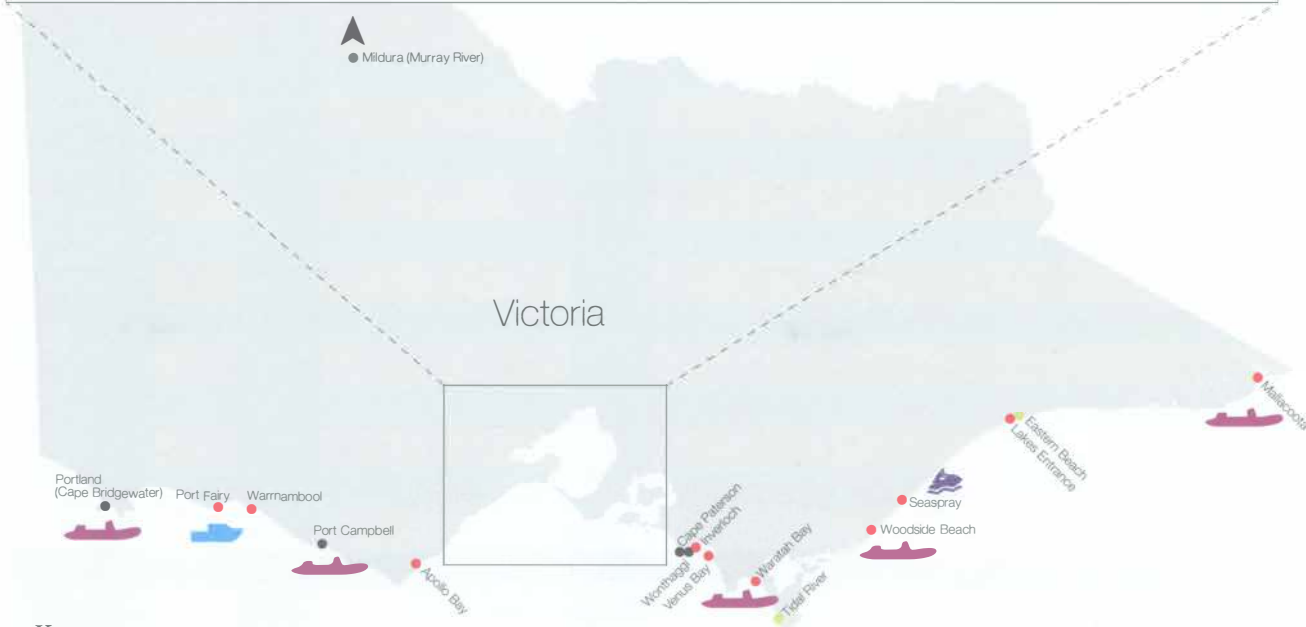 Mildura (Murray River)
Victoria
Mallacoota
Eastern Beach
Lakes Entrance
Portland
(Cape Bridgewater)
Port Fairy
Warrnambool
Seaspray
Port Campbell
Woodside Beach
Cape Paterson
Inverloch
Wonthaggi
Venus Bay
Waratah Bay
Apollo Bay
Tidal River